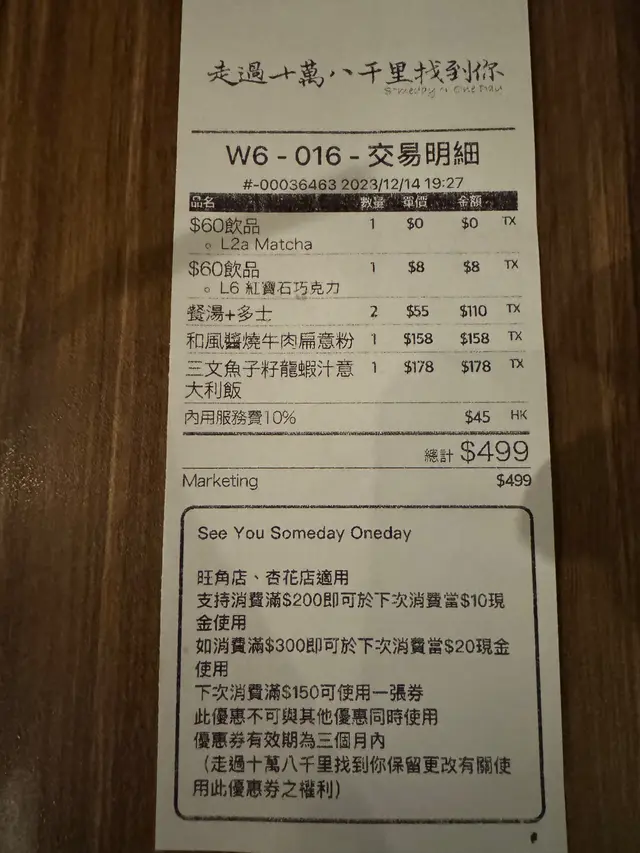 走過十萬八千里找到你
Someday or One Day
W6 - 016 - 交易明細
#-00036463 2023/12/14 19:27
品名 數量 單價 金額
$60飲品 1 $0 $0 TX
L2a Matcha
$60飲品 1 $8 $8 TX
L6 紅寶石巧克力
餐湯+多士 2 $55 $110 TX
和風醬燒牛肉扁意粉 1 $158 $158 TX
三文魚子籽龍蝦汁意 1 $178 $178 TX
大利飯
內用服務費10% $45 HK
總計 $499
Marketing $499
See You Someday Oneday
旺角店、杏花店適用
支持消費滿$200即可於下次消費當$10現
金使用
如消費滿$300即可於下次消費當$20現金
使用
下次消費滿$150可使用一張券
此優惠不可與其他優惠同時使用
優惠券有效期為三個月內
（走過十萬八千里找到你保留更改有關使
用此優惠券之權利）